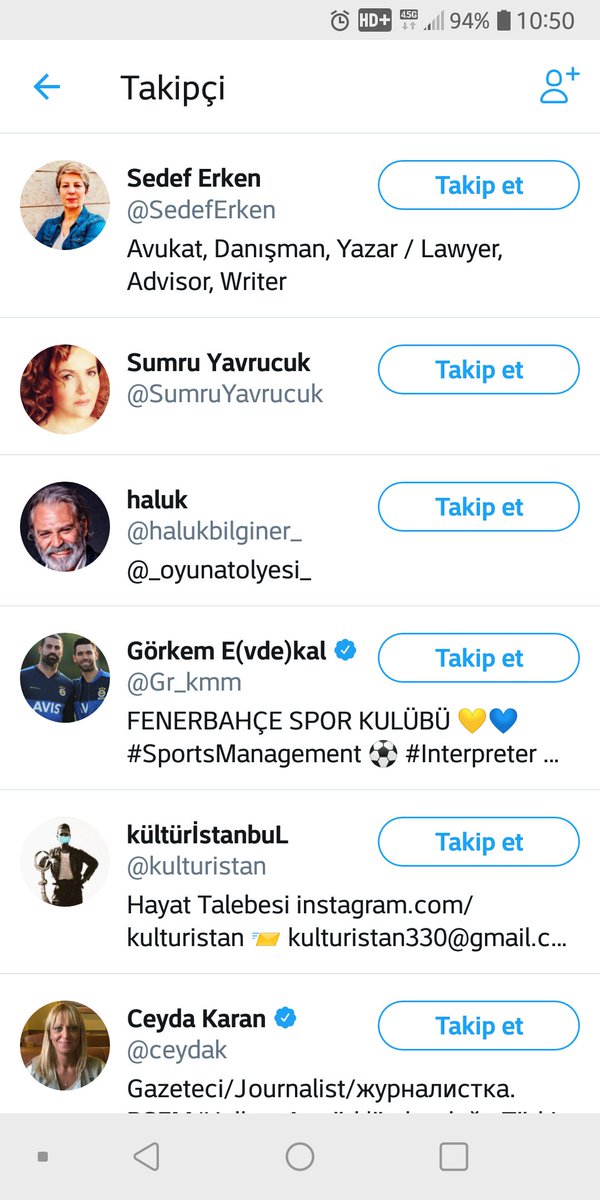 HD+ 4.5G 94% 10:50
Takipçi
Sedef Erken
Takip et
@SedefErken
Avukat, Danışman, Yazar / Lawyer,
Advisor, Writer
Sumru Yavrucuk
Takip et
@SumruYavrucuk
haluk
Takip et
@halukbilginer_
@_oyunatolyesi_
Görkem E(vde)kal
Takip et
@Gr_kmm
AVIS
FENERBAHÇE SPOR KULÜBÜ 💛💙
#SportsManagement ⚽ #Interpreter ...
kültürİstanbuL
Takip et
@kulturistan
Hayat Talebesi instagram.com/
kulturistan 📨 kulturistan330@gmail.c...
Ceyda Karan
Takip et
@ceydak
Gazeteci/Journalist/журналистка.